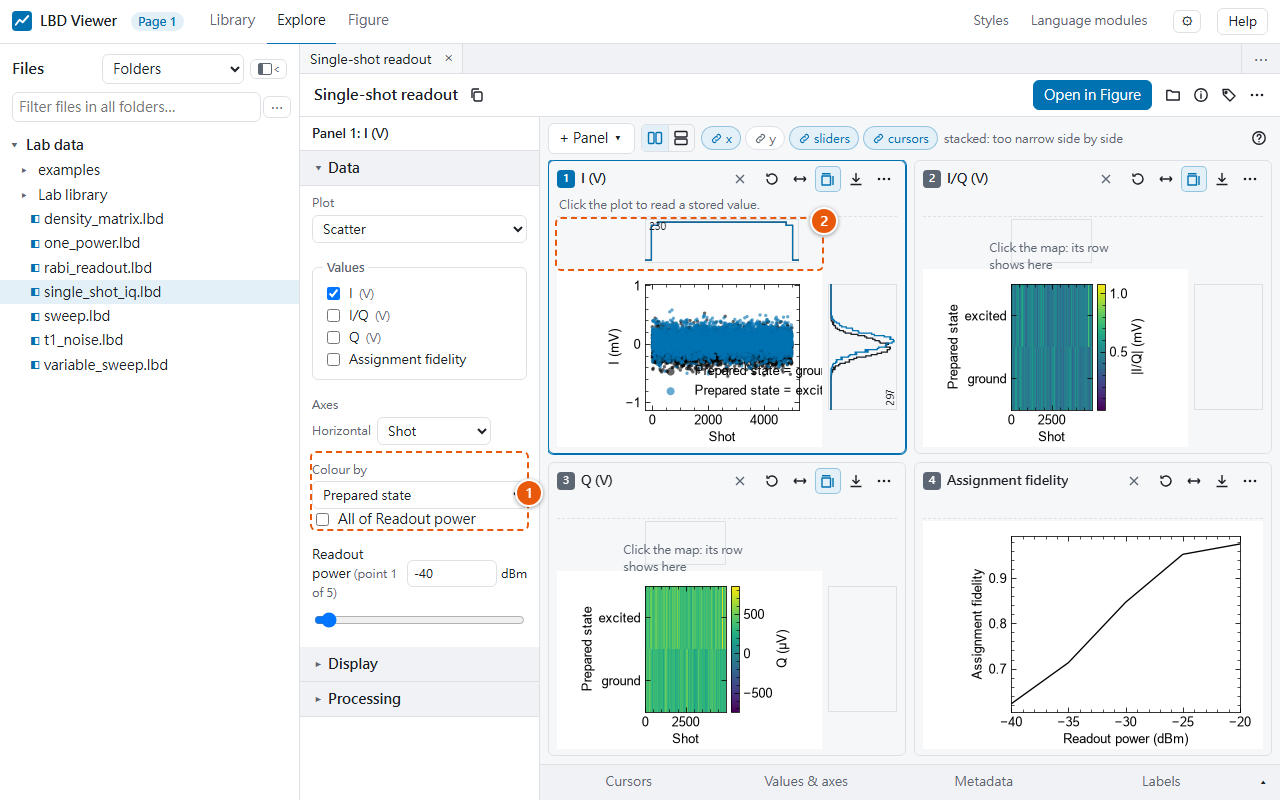 LBD Viewer
Page 1
Library
Explore
Figure
Styles
Language modules
Help
Files
Folders
Filter files in all folders...
Lab data
examples
Lab library
density_matrix.lbd
one_power.lbd
rabi_readout.lbd
single_shot_iq.lbd
sweep.lbd
t1_noise.lbd
variable_sweep.lbd
Single-shot readout
Single-shot readout
Open in Figure
Panel 1: I (V)
Data
Plot
Scatter
Values
I (V)
I/Q (V)
Q (V)
Assignment fidelity
Axes
Horizontal Shot
Colour by
Prepared state
1
All of Readout power
Readout
power (point 1
of 5)
-40
dBm
Display
Processing
+ Panel
x
y
sliders
cursors
stacked: too narrow side by side
1 I (V)
Click the plot to read a stored value.
2
230
1
0
−1
I (mV)
Prepared state = grou
Prepared state = excit
0 2000 4000
Shot
297
2 I/Q (V)
Click the map: its row
shows here
Prepared state
excited
ground
0 2500
Shot
1.0
0.5
|I/Q| (mV)
3 Q (V)
Click the map: its row
shows here
Prepared state
excited
ground
0 2500
Shot
500
0
−500
Q (μV)
4 Assignment fidelity
Assignment fidelity
0.9
0.8
0.7
−40 −35 −30 −25 −20
Readout power (dBm)
Cursors
Values & axes
Metadata
Labels